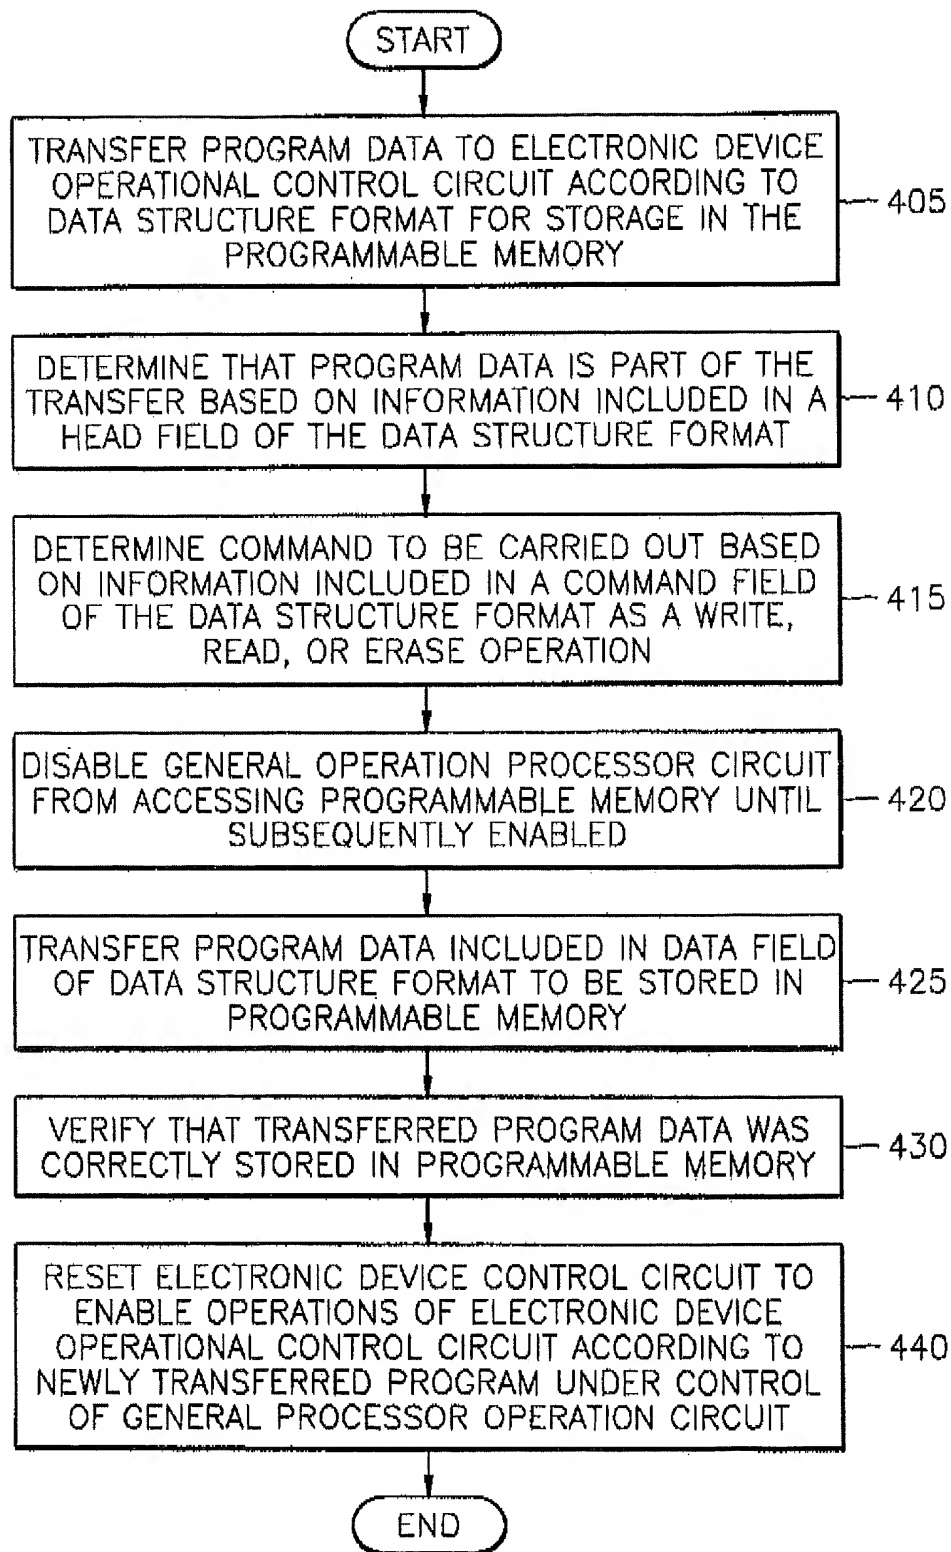 START
TRANSFER PROGRAM DATA TO ELECTRONIC DEVICE
OPERATIONAL CONTROL CIRCUIT ACCORDING TO
DATA STRUCTURE FORMAT FOR STORAGE IN THE
PROGRAMMABLE MEMORY
405
DETERMINE THAT PROGRAM DATA IS PART OF THE
TRANSFER BASED ON INFORMATION INCLUDED IN A
HEAD FIELD OF THE DATA STRUCTURE FORMAT
410
DETERMINE COMMAND TO BE CARRIED OUT BASED
ON INFORMATION INCLUDED IN A COMMAND FIELD
OF THE DATA STRUCTURE FORMAT AS A WRITE,
READ, OR ERASE OPERATION
415
DISABLE GENERAL OPERATION PROCESSOR CIRCUIT
FROM ACCESSING PROGRAMMABLE MEMORY UNTIL
SUBSEQUENTLY ENABLED
420
TRANSFER PROGRAM DATA INCLUDED IN DATA FIELD
OF DATA STRUCTURE FORMAT TO BE STORED IN
PROGRAMMABLE MEMORY
425
VERIFY THAT TRANSFERRED PROGRAM DATA WAS
CORRECTLY STORED IN PROGRAMMABLE MEMORY
430
RESET ELECTRONIC DEVICE CONTROL CIRCUIT TO
ENABLE OPERATIONS OF ELECTRONIC DEVICE
OPERATIONAL CONTROL CIRCUIT ACCORDING TO
NEWLY TRANSFERRED PROGRAM UNDER CONTROL
OF GENERAL PROCESSOR OPERATION CIRCUIT
440
END